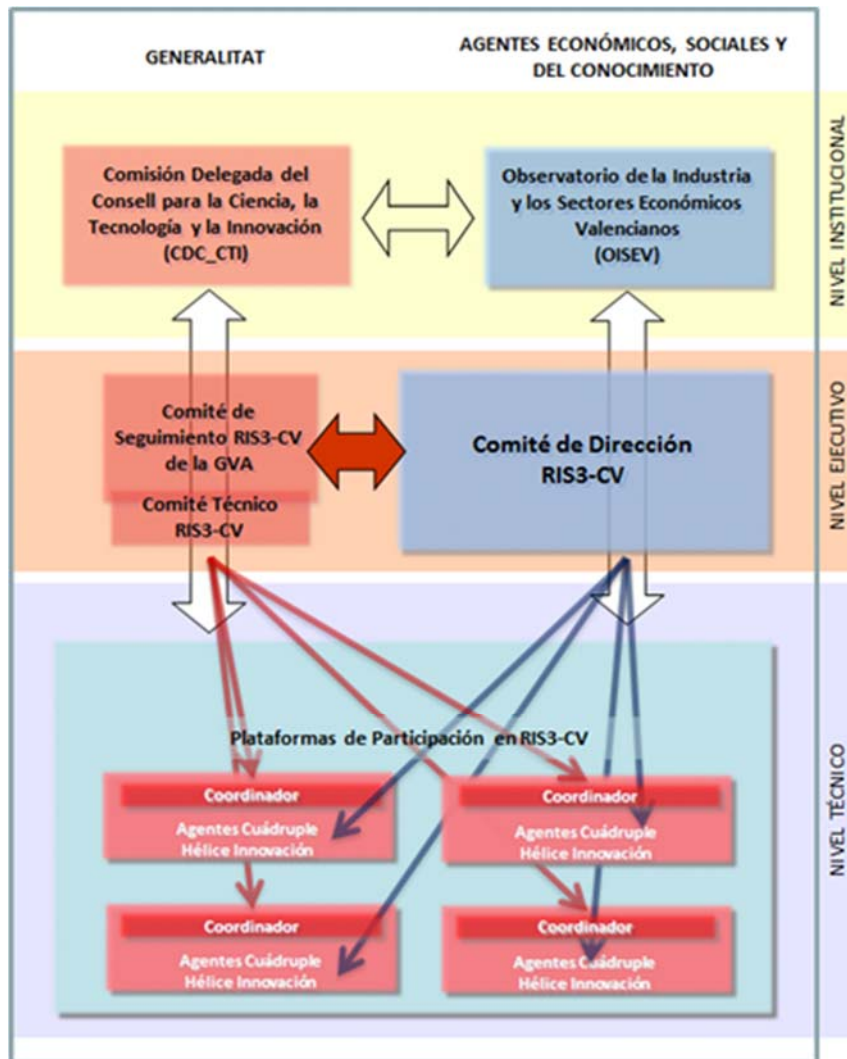 GENERALITAT
AGENTES ECONÓMICOS, SOCIALES Y
DEL CONOCIMIENTO
Comisión Delegada del
Consell para la Ciencia, la
Tecnología y la Innovación
(CDC_CTI)
Observatorio de la Industria
y los Sectores Económicos
Valencianos
(OISEV)
NIVEL INSTITUCIONAL
Comité de
Seguimiento RIS3-CV
de la GVA
Comité Técnico
RIS3-CV
Comité de Dirección
RIS3-CV
NIVEL EJECUTIVO
Plataformas de Participación en RIS3-CV
Coordinador
Agentes Cuádruple
Hélice Innovación
Coordinador
Agentes Cuádruple
Hélice Innovación
Coordinador
Agentes Cuádruple
Hélice Innovación
Coordinador
Agentes Cuádruple
Hélice Innovación
NIVEL TÉCNICO